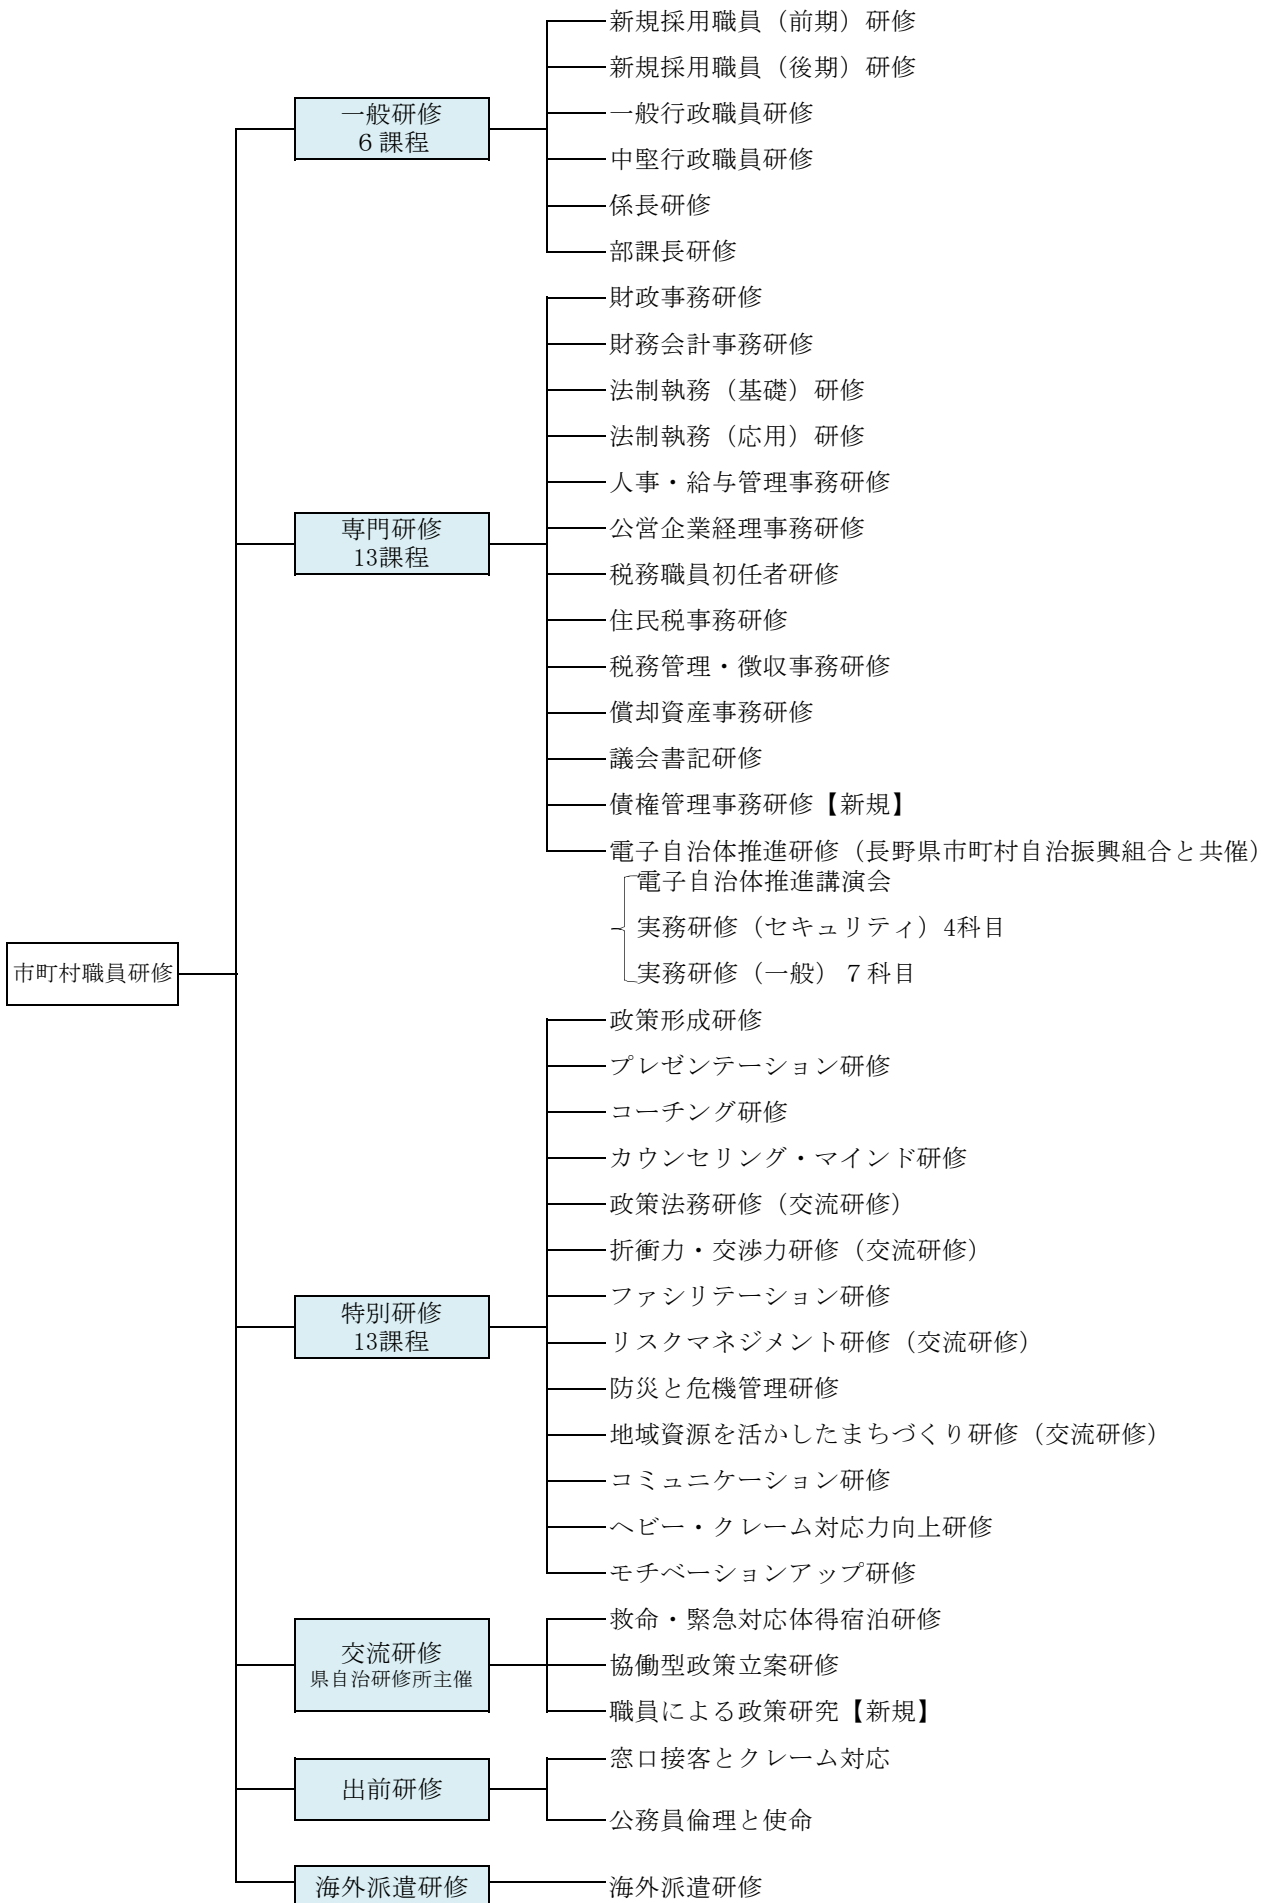 市町村職員研修
一般研修
６課程
新規採用職員（前期）研修
新規採用職員（後期）研修
一般行政職員研修
中堅行政職員研修
係長研修
部課長研修
専門研修
13課程
財政事務研修
財務会計事務研修
法制執務（基礎）研修
法制執務（応用）研修
人事・給与管理事務研修
公営企業経理事務研修
税務職員初任者研修
住民税事務研修
税務管理・徴収事務研修
償却資産事務研修
議会書記研修
債権管理事務研修【新規】
電子自治体推進研修（長野県市町村自治振興組合と共催）
電子自治体推進講演会
実務研修（セキュリティ）4科目
実務研修（一般）７科目
特別研修
13課程
政策形成研修
プレゼンテーション研修
コーチング研修
カウンセリング・マインド研修
政策法務研修（交流研修）
折衝力・交渉力研修（交流研修）
ファシリテーション研修
リスクマネジメント研修（交流研修）
防災と危機管理研修
地域資源を活かしたまちづくり研修（交流研修）
コミュニケーション研修
ヘビー・クレーム対応力向上研修
モチベーションアップ研修
交流研修
県自治研修所主催
救命・緊急対応体得宿泊研修
協働型政策立案研修
職員による政策研究【新規】
出前研修
窓口接客とクレーム対応
公務員倫理と使命
海外派遣研修
海外派遣研修